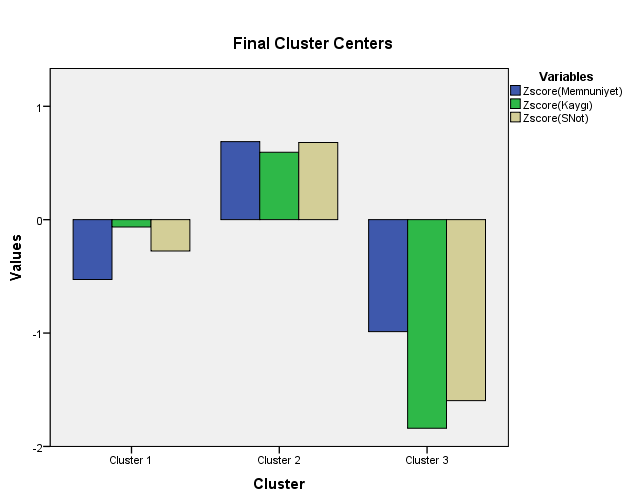 Final Cluster Centers
Variables
Zscore(Memnuniyet)
Zscore(Kaygı)
Zscore(SNot)
Values
1
0
-1
-2
Cluster 1 Cluster 2 Cluster 3
Cluster